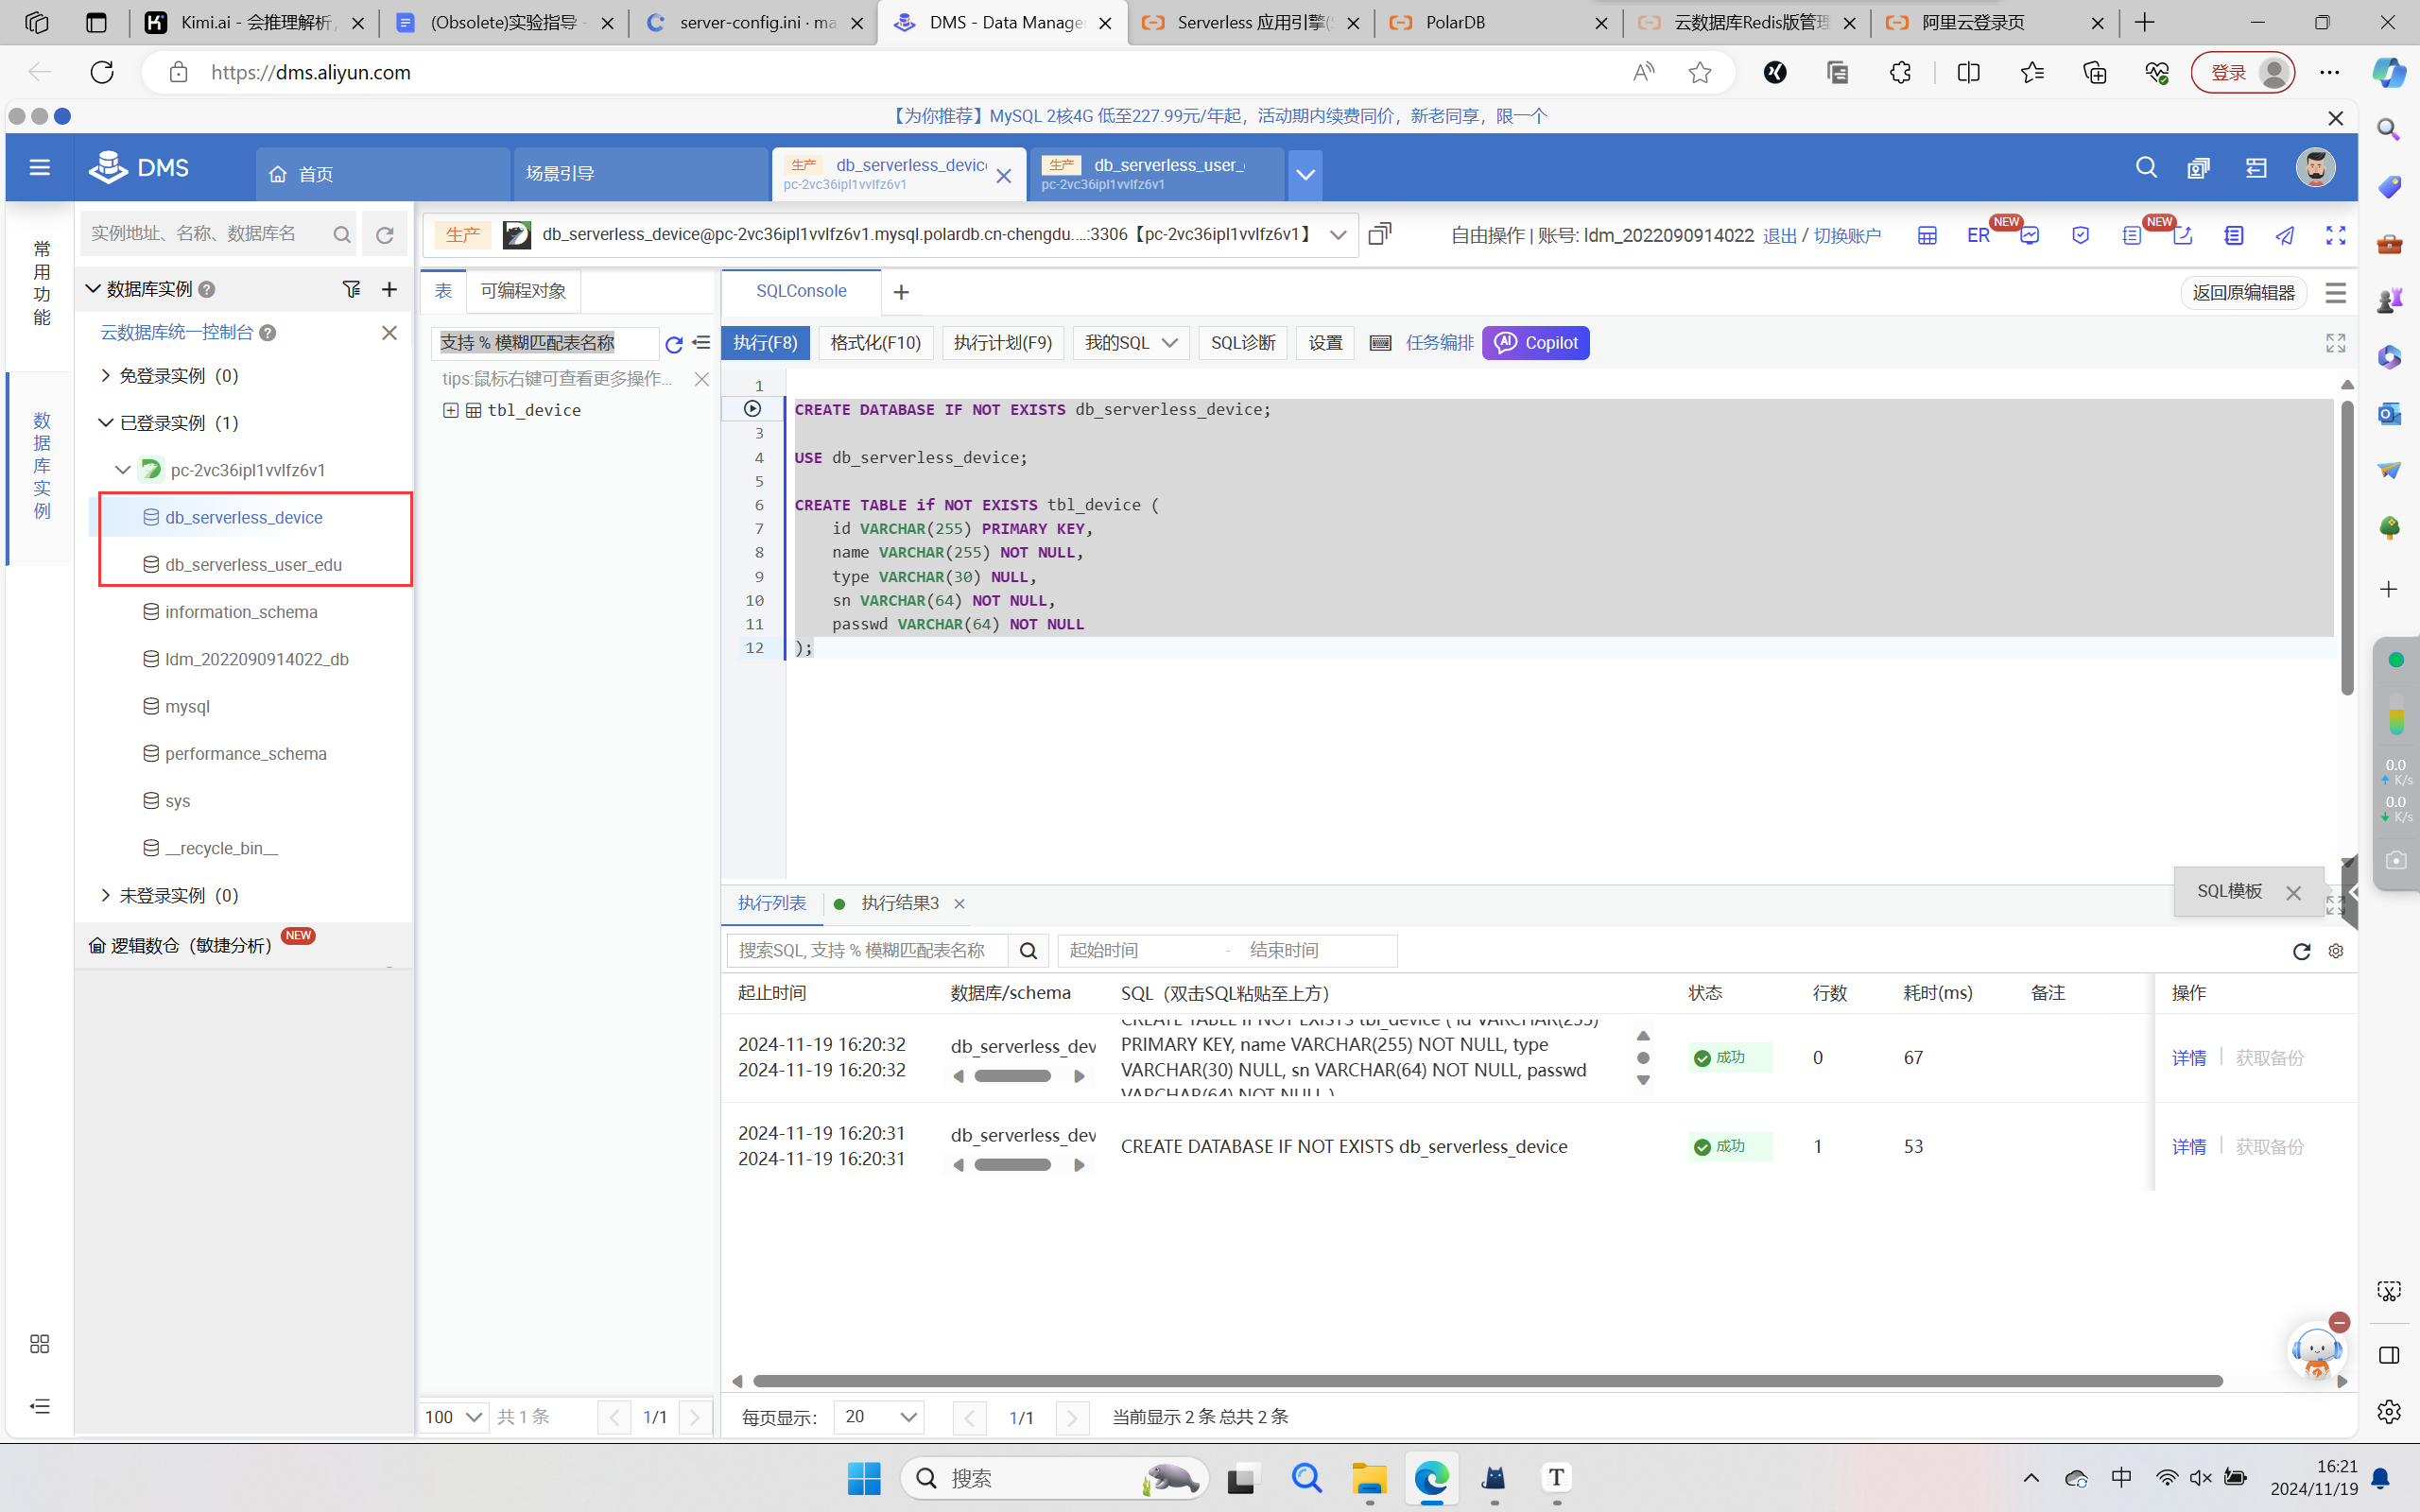 Kimi.ai - 会推理解析,
(Obsolete)实验指导 -
server-config.ini · ma
DMS - Data Manage
Serverless 应用引擎(S
PolarDB
云数据库Redis版管理
阿里云登录页
https://dms.aliyun.com
登录
【为你推荐】MySQL 2核4G 低至227.99元/年起，活动期内续费同价，新老同享，限一个
DMS
首页
场景引导
生产 db_serverless_device
pc-2vc36ipl1vvlfz6v1
生产 db_serverless_user_
pc-2vc36ipl1vvlfz6v1
常用功能
数据库实例
实例地址、名称、数据库名
数据库实例
云数据库统一控制台
免登录实例（0）
已登录实例（1）
pc-2vc36ipl1vvlfz6v1
db_serverless_device
db_serverless_user_edu
information_schema
ldm_2022090914022_db
mysql
performance_schema
sys
__recycle_bin__
未登录实例（0）
逻辑数仓（敏捷分析） NEW
生产 db_serverless_device@pc-2vc36ipl1vvlfz6v1.mysql.polardb.cn-chengdu....:3306【pc-2vc36ipl1vvlfz6v1】
自由操作 | 账号: ldm_2022090914022 退出 / 切换账户
ER NEW NEW
表 可编程对象
支持 % 模糊匹配表名称
tips:鼠标右键可查看更多操作...
tbl_device
100 共 1 条 1/1
SQLConsole
返回原编辑器
执行(F8) 格式化(F10) 执行计划(F9) 我的SQL SQL诊断 设置 任务编排 Copilot
1
CREATE DATABASE IF NOT EXISTS db_serverless_device;
3
4 USE db_serverless_device;
5
6 CREATE TABLE if NOT EXISTS tbl_device (
7 id VARCHAR(255) PRIMARY KEY,
8 name VARCHAR(255) NOT NULL,
9 type VARCHAR(30) NULL,
10 sn VARCHAR(64) NOT NULL,
11 passwd VARCHAR(64) NOT NULL
12 );
SQL模板
执行列表 执行结果3
搜索SQL, 支持 % 模糊匹配表名称 起始时间 - 结束时间
起止时间 数据库/schema SQL（双击SQL粘贴至上方） 状态 行数 耗时(ms) 备注 操作
CREATE TABLE if NOT EXISTS tbl_device ( id VARCHAR(255)
2024-11-19 16:20:32 db_serverless_dev PRIMARY KEY, name VARCHAR(255) NOT NULL, type 成功 0 67 详情 获取备份
2024-11-19 16:20:32 VARCHAR(30) NULL, sn VARCHAR(64) NOT NULL, passwd
VARCHAR(64) NOT NULL )
2024-11-19 16:20:31 db_serverless_dev CREATE DATABASE IF NOT EXISTS db_serverless_device 成功 1 53 详情 获取备份
2024-11-19 16:20:31
每页显示： 20 1/1 当前显示 2 条 总共 2 条
0.0
K/s
0.0
K/s
搜索
中
16:21
2024/11/19